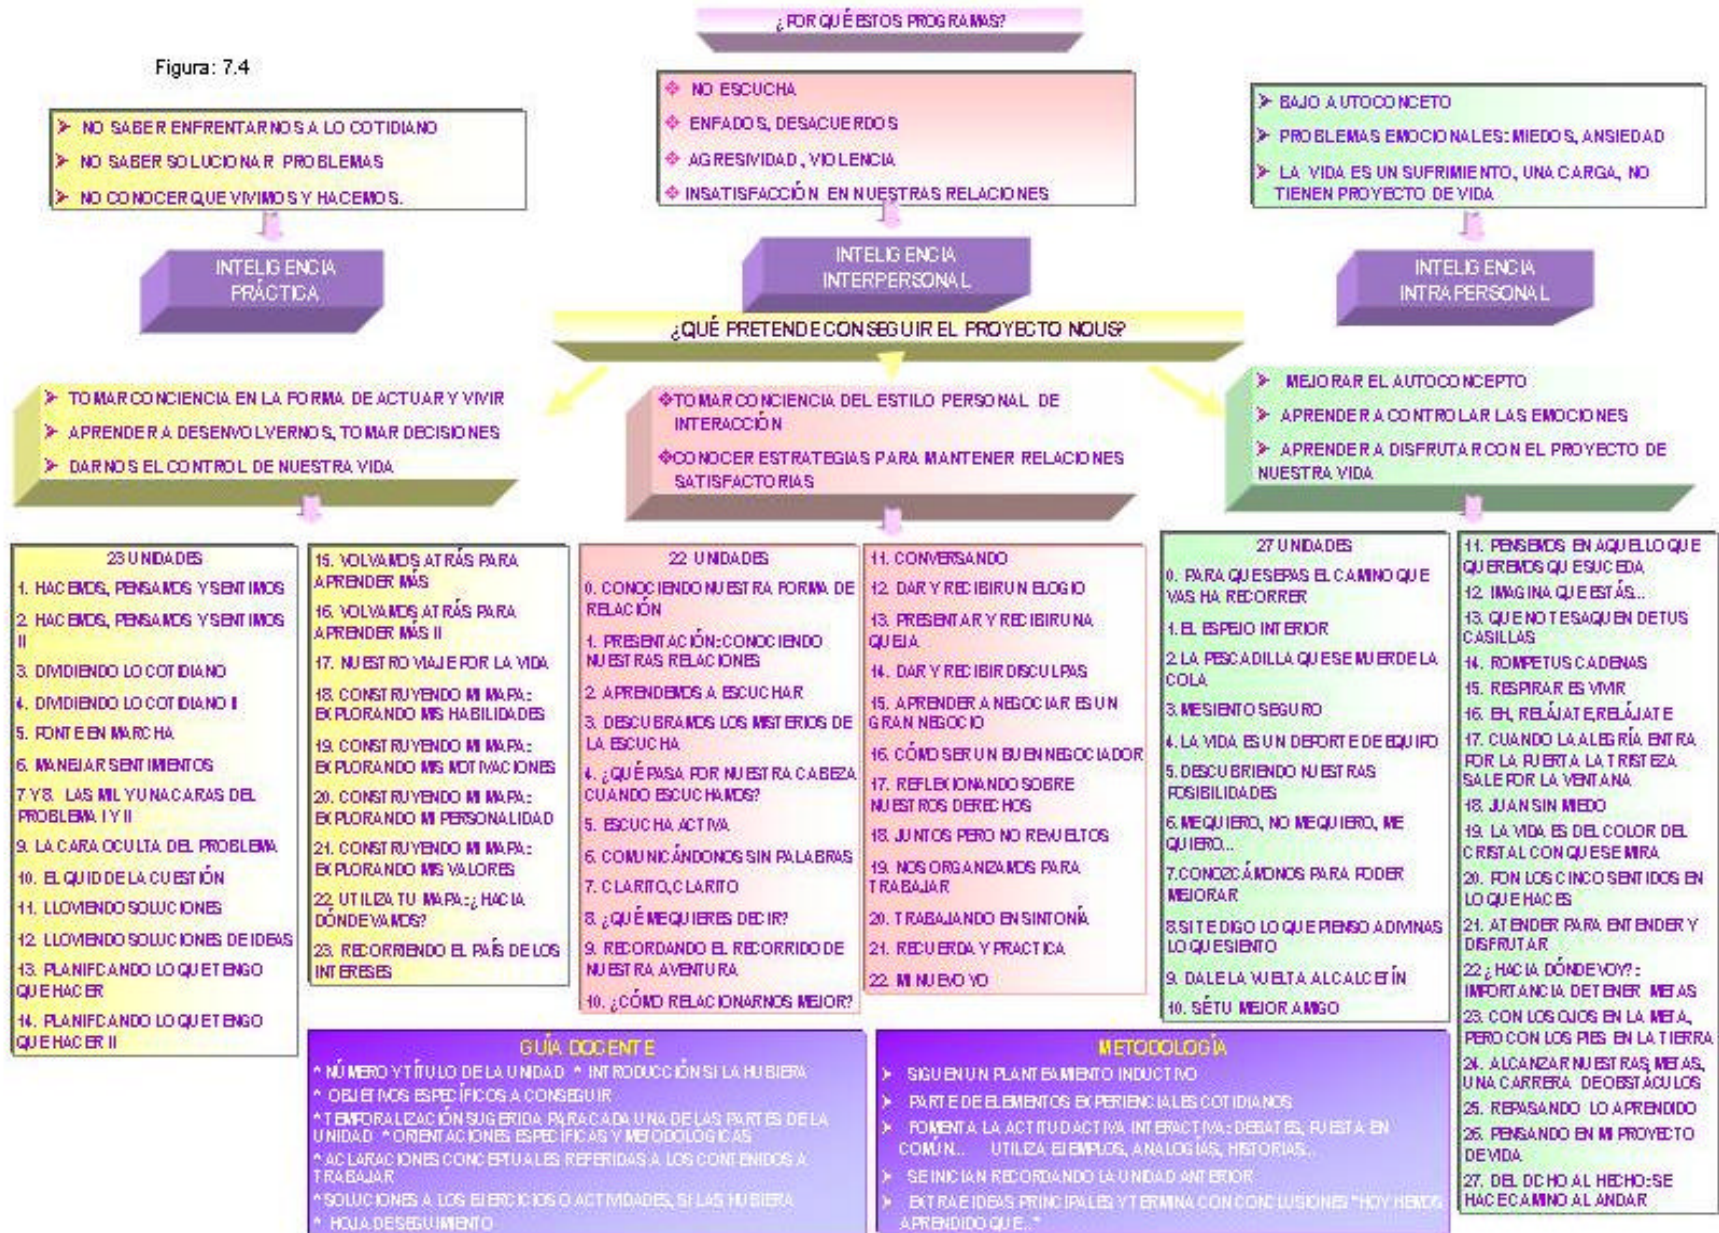 ¿POR QUÉ ESTOS PROGRAMAS?
Figura: 7.4
NO SABER ENFRENTARNOS A LO COTIDIANO
NO SABER SOLUCIONAR PROBLEMAS
NO CONOCER QUE VIVIMOS Y HACEMOS.
NO ESCUCHA
ENFADOS, DESACUERDOS
AGRESIVIDAD, VIOLENCIA
INSATISFACCIÓN EN NUESTRAS RELACIONES
BAJO AUTOCONCETO
PROBLEMAS EMOCIONALES: MIEDOS, ANSIEDAD
LA VIDA ES UN SUFRIMIENTO, UNA CARGA, NO
TIENEN PROYECTO DE VIDA
INTELIGENCIA
PRÁCTICA
INTELIGENCIA
INTERPERSONAL
INTELIGENCIA
INTRAPERSONAL
¿QUÉ PRETENDE CONSEGUIR EL PROYECTO NOUS?
TOMAR CONCIENCIA EN LA FORMA DE ACTUAR Y VIVIR
APRENDER A DESENVOLVERNOS, TOMAR DECISIONES
DARNOS EL CONTROL DE NUESTRA VIDA
TOMAR CONCIENCIA DEL ESTILO PERSONAL DE
INTERACCIÓN
CONOCER ESTRATEGIAS PARA MANTENER RELACIONES
SATISFACTORIAS
MEJORAR EL AUTOCONCEPTO
APRENDER A CONTROLAR LAS EMOCIONES
APRENDER A DISFRUTAR CON EL PROYECTO DE
NUESTRA VIDA
23 UNIDADES
1. HACEMOS, PENSAMOS Y SENTIMOS
2. HACEMOS, PENSAMOS Y SENTIMOS
II
3. DIVIDIENDO LO COTIDIANO
4. DIVIDIENDO LO COTIDIANO II
5. PONTE EN MARCHA
6. MANEJAR SENTIMIENTOS
7 Y 8. LAS MIL Y UNA CARAS DEL
PROBLEMA I Y II
9. LA CARA OCULTA DEL PROBLEMA
10. EL QUID DE LA CUESTIÓN
11. LLOVIENDO SOLUCIONES
12. LLOVIENDO SOLUCIONES DE IDEAS
13. PLANIFCANDO LO QUE TENGO
QUE HACER
14. PLANIFCANDO LO QUE TENGO
QUE HACER II
15. VOLVAMOS ATRÁS PARA
APRENDER MÁS
16. VOLVAMOS ATRÁS PARA
APRENDER MÁS II
17. NUESTRO VIAJE POR LA VIDA
18. CONSTRUYENDO MI MAPA:
EXPLORANDO MIS HABILIDADES
19. CONSTRUYENDO MI MAPA:
EXPLORANDO MIS MOTIVACIONES
20. CONSTRUYENDO MI MAPA:
EXPLORANDO MI PERSONALIDAD
21. CONSTRUYENDO MI MAPA:
EXPLORANDO MIS VALORES
22. UTILIZA TU MAPA:¿HACIA
DÓNDE VAMOS?
23. RECORRIENDO EL PAÍS DE LOS
INTERESES
22 UNIDADES
0. CONOCIENDO NUESTRA FORMA DE
RELACIÓN
1. PRESENTACIÓN: CONOCIENDO
NUESTRAS RELACIONES
2. APRENDEMOS A ESCUCHAR
3. DESCUBRAMOS LOS MISTERIOS DE
LA ESCUCHA
4. ¿QUÉ PASA POR NUESTRA CABEZA
CUANDO ESCUCHAMOS?
5. ESCUCHA ACTIVA
6. COMUNICÁNDONOS SIN PALABRAS
7. CLARITO, CLARITO
8. ¿QUÉ ME QUIERES DECIR?
9. RECORDANDO EL RECORRIDO DE
NUESTRA AVENTURA
10. ¿CÓMO RELACIONARNOS MEJOR?
11. CONVERSANDO
12. DAR Y RECIBIR UN ELOGIO
13. PRESENTAR Y RECIBIR UNA
QUEJA
14. DAR Y RECIBIR DISCULPAS
15. APRENDER A NEGOCIAR ES UN
GRAN NEGOCIO
16. CÓMO SER UN BUEN NEGOCIADOR
17. REFLEXIONANDO SOBRE
NUESTROS DERECHOS
18. JUNTOS PERO NO REVUELTOS
19. NOS ORGANIZAMOS PARA
TRABAJAR
20. TRABAJANDO EN SINTONÍA
21. RECUERDA Y PRACTICA
22. MI NUEVO YO
27 UNIDADES
0. PARA QUE SEPAS EL CAMINO QUE
VAS HA RECORRER
1. EL ESPEJO INTERIOR
2. LA PESCADILLA QUE SE MUERDE LA
COLA
3. ME SIENTO SEGURO
4. LA VIDA ES UN DEPORTE DE EQUIPO
5. DESCUBRIENDO NUESTRAS
POSIBILIDADES
6. ME QUIERO, NO ME QUIERO, ME
QUIERO...
7. CONOZCÁMONOS PARA PODER
MEJORAR
8. SI TE DIGO LO QUE PIENSO ADIVINAS
LO QUE SIENTO
9. DALE LA VUELTA AL CALCETÍN
10. SÉ TU MEJOR AMIGO
11. PENSEMOS EN AQUELLO QUE
QUEREMOS QUE SUCEDA
12. IMAGINA QUE ESTÁS...
13. QUE NO TE SAQUEN DE TUS
CASILLAS
14. ROMPE TUS CADENAS
15. RESPIRAR ES VIVIR
16. EH, RELÁJATE, RELÁJATE
17. CUANDO LA ALEGRÍA ENTRA
POR LA PUERTA LA TRISTEZA
SALE POR LA VENTANA
18. JUAN SIN MIEDO
19. LA VIDA ES DEL COLOR DEL
CRISTAL CON QUE SE MIRA
20. PON LOS CINCO SENTIDOS EN
LO QUE HACES
21. ATENDER PARA ENTENDER Y
DISFRUTAR
22 ¿HACIA DÓNDE VOY?:
IMPORTANCIA DE TENER METAS
23. CON LOS OJOS EN LA META,
PERO CON LOS PIES EN LA TIERRA
24. ALCANZAR NUESTRAS METAS,
UNA CARRERA DE OBSTÁCULOS
25. REPASANDO LO APRENDIDO
26. PENSANDO EN MI PROYECTO
DE VIDA
27. DEL DCHO AL HECHO: SE
HACE CAMINO AL ANDAR
GUÍA DOCENTE
* NÚMERO Y TÍTULO DE LA UNIDAD * INTRODUCCIÓN SI LA HUBIERA
* OBJETIVOS ESPECÍFICOS A CONSEGUIR
* TEMPORALIZACIÓN SUGERIDA PARA CADA UNA DE LAS PARTES DE LA
UNIDAD * ORIENTACIONES ESPECÍFICAS Y METODOLÓGICAS
* ACLARACIONES CONCEPTUALES REFERIDAS A LOS CONTENIDOS A
TRABAJAR
* SOLUCIONES A LOS EJERCICIOS O ACTIVIDADES, SI LAS HUBIERA
* HOJA DE SEGUIMIENTO
METODOLOGÍA
SIGUEN UN PLANTEAMIENTO INDUCTIVO
PARTE DE ELEMENTOS EXPERIENCIALES COTIDIANOS
FOMENTA LA ACTITUD ACTIVA INTERACTIVA: DEBATES, PUESTA EN
COMÚN... UTILIZA EJEMPLOS, ANALOGÍAS, HISTORIAS...
SE INICIAN RECORDANDO LA UNIDAD ANTERIOR
EXTRAE IDEAS PRINCIPALES Y TERMINA CON CONCLUSIONES "HOY HEMOS
APRENDIDO QUE..."